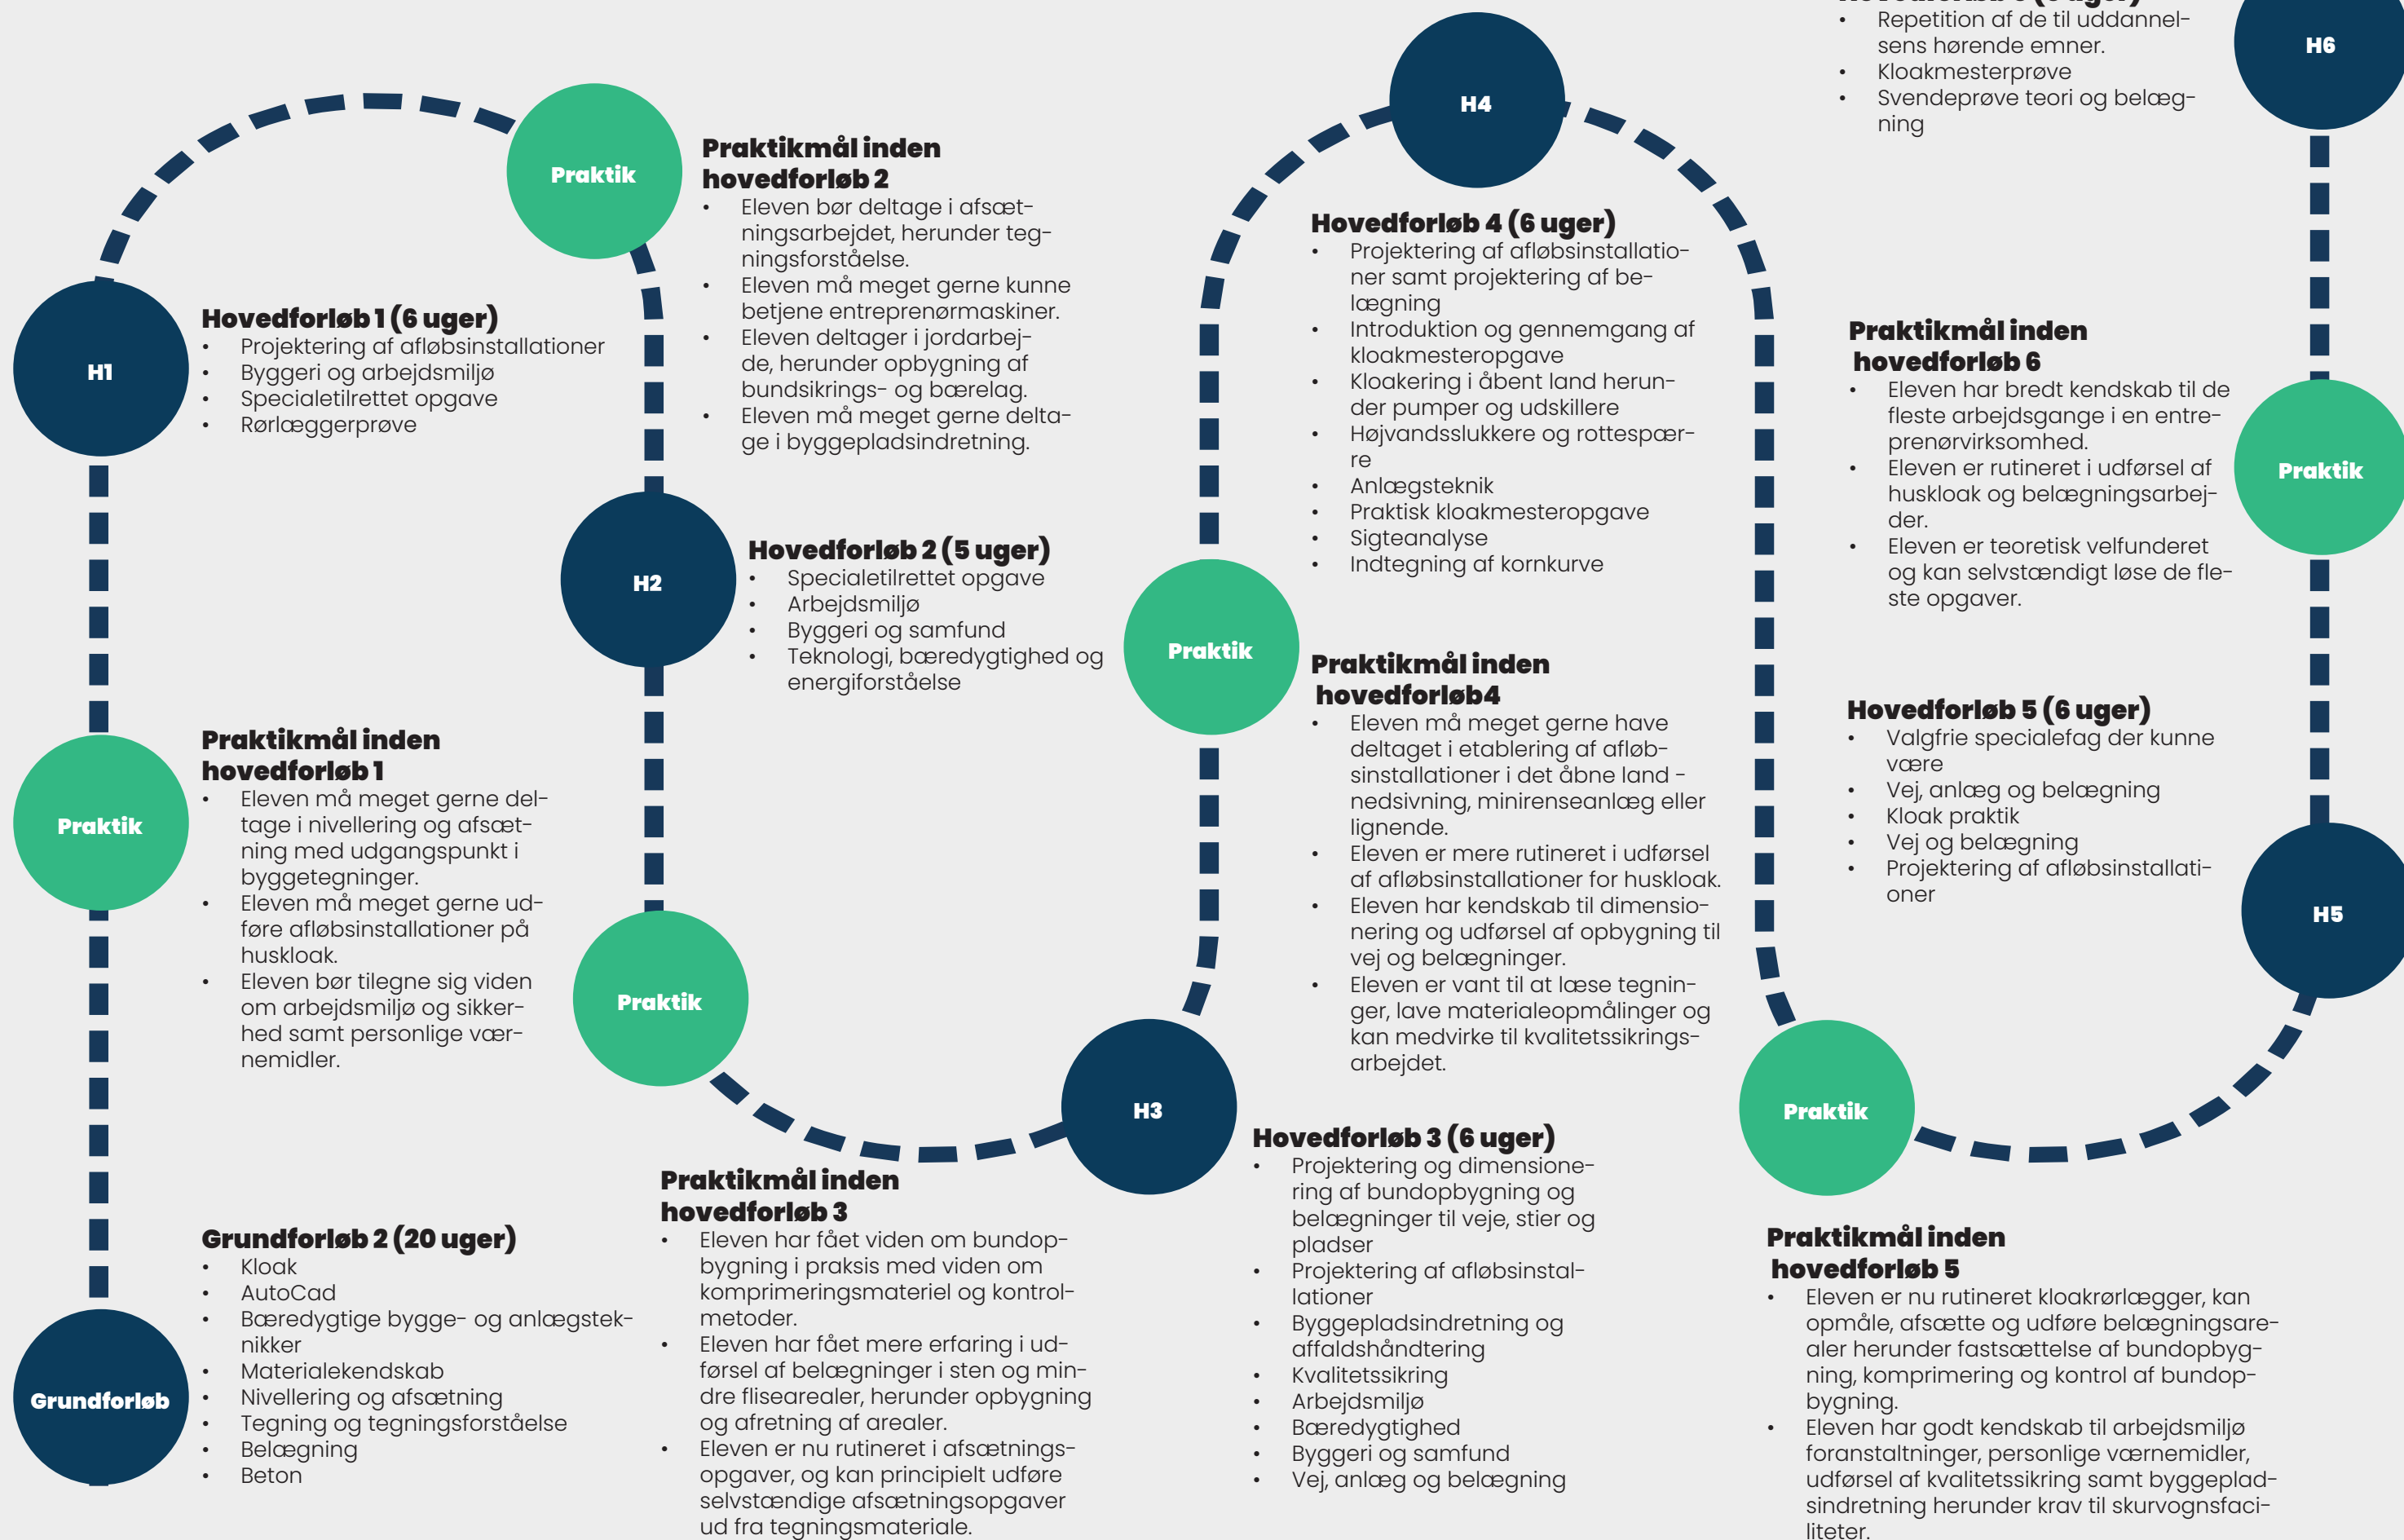 Grundforløb
Grundforløb 2 (20 uger)
• Kloak
• AutoCad
• Bæredygtige bygge- og anlægstek-
nikker
• Materialekendskab
• Nivellering og afsætning
• Tegning og tegningsforståelse
• Belægning
• Beton
Praktik
Praktikmål inden
hovedforløb 1
• Eleven må meget gerne del-
tage i nivellering og afsæt-
ning med udgangspunkt i
byggetegninger.
• Eleven må meget gerne ud-
føre afløbsinstallationer på
huskloak.
• Eleven bør tilegne sig viden
om arbejdsmiljø og sikker-
hed samt personlige vær-
nemidler.
H1
Hovedforløb 1 (6 uger)
• Projektering af afløbsinstallationer
• Byggeri og arbejdsmiljø
• Specialetilrettet opgave
• Rørlæggerprøve
Praktik
Praktikmål inden
hovedforløb 2
• Eleven bør deltage i afsæt-
ningsarbejdet, herunder teg-
ningsforståelse.
• Eleven må meget gerne kunne
betjene entreprenørmaskiner.
• Eleven deltager i jordarbej-
de, herunder opbygning af
bundsikrings- og bærelag.
• Eleven må meget gerne delta-
ge i byggepladsindretning.
H2
Hovedforløb 2 (5 uger)
• Specialetilrettet opgave
• Arbejdsmiljø
• Byggeri og samfund
• Teknologi, bæredygtighed og
energiforståelse
Praktik
Praktikmål inden
hovedforløb 3
• Eleven har fået viden om bundop-
bygning i praksis med viden om
komprimeringsmateriel og kontrol-
metoder.
• Eleven har fået mere erfaring i ud-
førsel af belægninger i sten og min-
dre flisearealer, herunder opbygning
og afretning af arealer.
• Eleven er nu rutineret i afsætnings-
opgaver, og kan principielt udføre
selvstændige afsætningsopgaver
ud fra tegningsmateriale.
H3
Hovedforløb 3 (6 uger)
• Projektering og dimensione-
ring af bundopbygning og
belægninger til veje, stier og
pladser
• Projektering af afløbsinstal-
lationer
• Byggepladsindretning og
affaldshåndtering
• Kvalitetssikring
• Arbejdsmiljø
• Bæredygtighed
• Byggeri og samfund
• Vej, anlæg og belægning
Praktik
Praktikmål inden
hovedforløb4
• Eleven må meget gerne have
deltaget i etablering af afløb-
sinstallationer i det åbne land -
nedsivning, minirenseanlæg eller
lignende.
• Eleven er mere rutineret i udførsel
af afløbsinstallationer for huskloak.
• Eleven har kendskab til dimensio-
nering og udførsel af opbygning til
vej og belægninger.
• Eleven er vant til at læse tegnin-
ger, lave materialeopmålinger og
kan medvirke til kvalitetssikrings-
arbejdet.
H4
Hovedforløb 4 (6 uger)
• Projektering af afløbsinstallatio-
ner samt projektering af be-
lægning
• Introduktion og gennemgang af
kloakmesteropgave
• Kloakering i åbent land herun-
der pumper og udskillere
• Højvandsslukkere og rottespær-
re
• Anlægsteknik
• Praktisk kloakmesteropgave
• Sigteanalyse
• Indtegning af kornkurve
Praktik
Praktikmål inden
hovedforløb 5
• Eleven er nu rutineret kloakrørlægger, kan
opmåle, afsætte og udføre belægningsare-
aler herunder fastsættelse af bundopbyg-
ning, komprimering og kontrol af bundop-
bygning.
• Eleven har godt kendskab til arbejdsmiljø
foranstaltninger, personlige værnemidler,
udførsel af kvalitetssikring samt byggeplad-
sindretning herunder krav til skurvognsfaci-
liteter.
H5
Hovedforløb 5 (6 uger)
• Valgfrie specialefag der kunne
være
• Vej, anlæg og belægning
• Kloak praktik
• Vej og belægning
• Projektering af afløbsinstallati-
oner
Praktik
Praktikmål inden
hovedforløb 6
• Eleven har bredt kendskab til de
fleste arbejdsgange i en entre-
prenørvirksomhed.
• Eleven er rutineret i udførsel af
huskloak og belægningsarbej-
der.
• Eleven er teoretisk velfunderet
og kan selvstændigt løse de fle-
ste opgaver.
H6
• Repetition af de til uddannel-
sens hørende emner.
• Kloakmesterprøve
• Svendeprøve teori og belæg-
ning